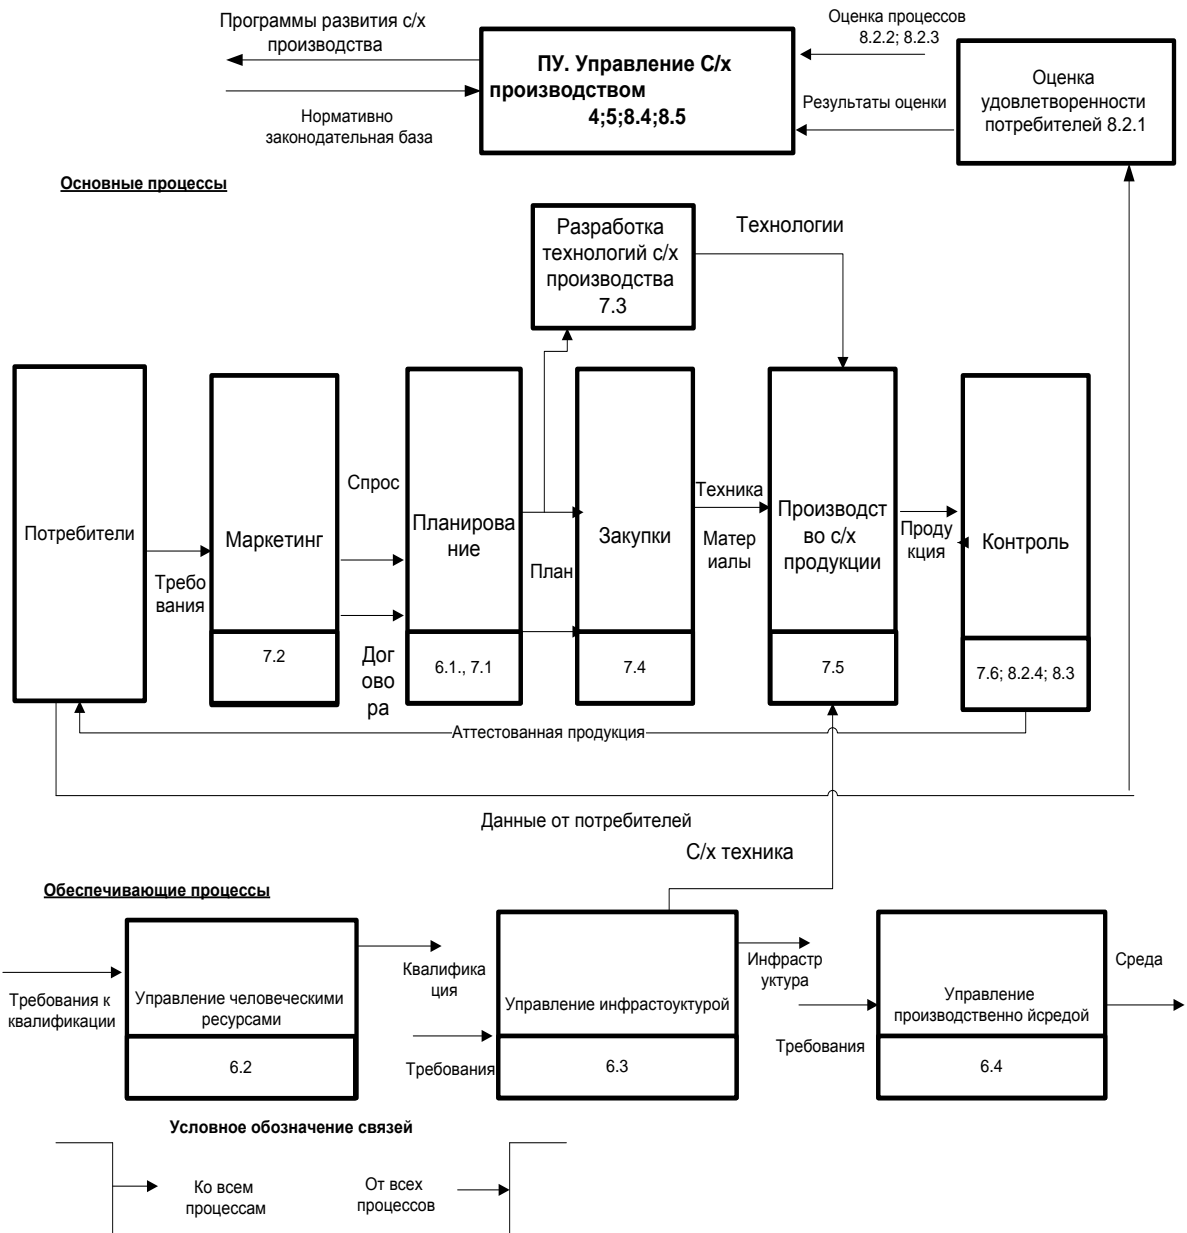 Программы развития с/х
производства
Нормативно
законодательная база
ПУ. Управление С/х
производством
4;5;8.4;8.5
Оценка процессов
8.2.2; 8.2.3
Результаты оценки
Оценка
удовлетворенности
потребителей 8.2.1
Основные процессы
Разработка
технологий с/х
производства
7.3
Технологии
Потребители
Требо
вания
Маркетинг
7.2
Спрос
Дог
ово
ра
Планирова
ние
6.1., 7.1
План
Закупки
7.4
Техника
Матер
иалы
Производст
во с/х
продукции
7.5
Проду
кция
Контроль
7.6; 8.2.4; 8.3
Аттестованная продукция
Данные от потребителей
С/х техника
Обеспечивающие процессы
Требования к
квалификации
Управление человеческими
ресурсами
6.2
Квалифика
ция
Требования
Управление инфрастоуктурой
6.3
Инфрастр
уктура
Требования
Управление
производственно йсредой
6.4
Среда
Условное обозначение связей
Ко всем
процессам
От всех
процессов